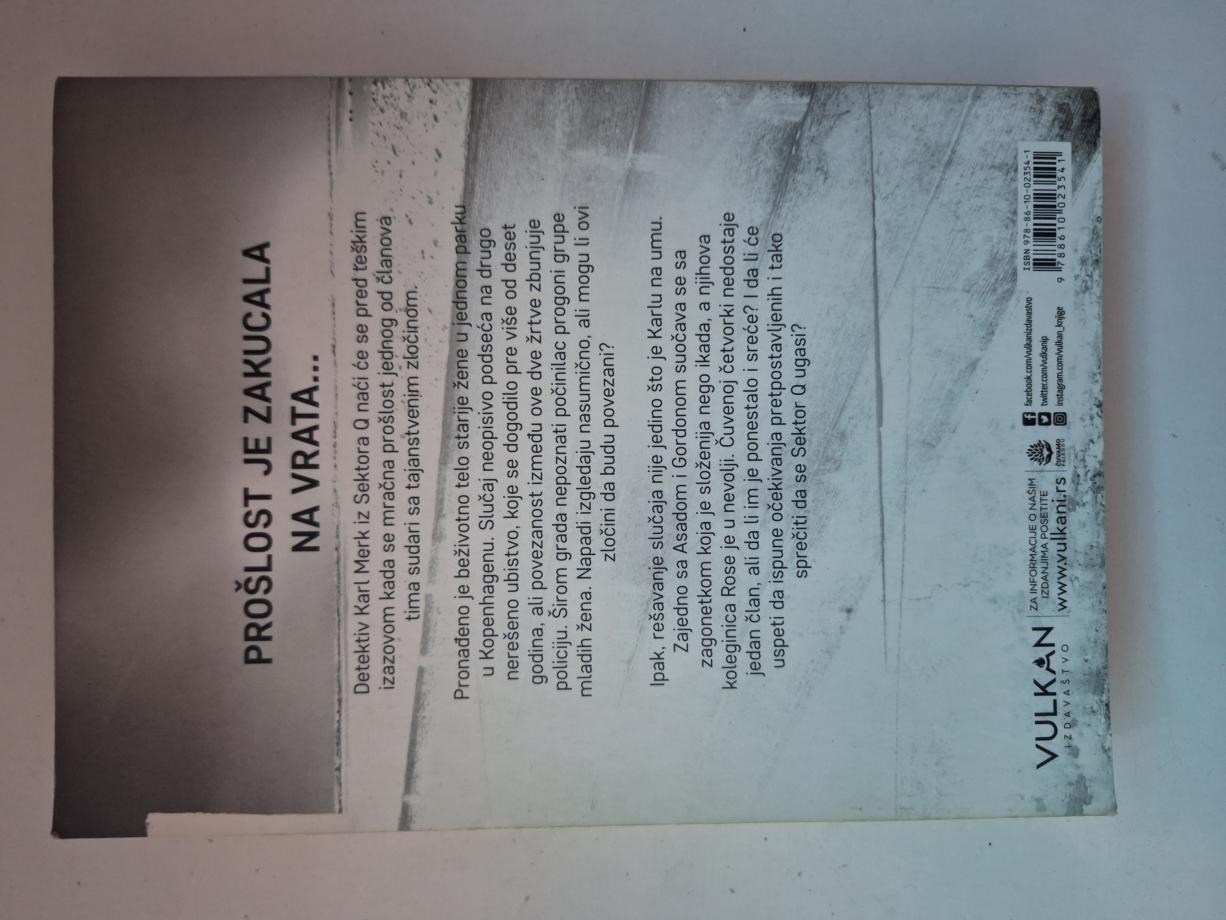 PROŠLOST JE ZAKUCALA
NA VRATA...
Detektiv Karl Merk iz Sektora Q naći će se pred teškim
izazovom kada se mračna prošlost jednog od članova
tima sudari sa tajanstvenim zločinom.
Pronađeno je beživotno telo starije žene u jednom parku
u Kopenhagenu. Slučaj neopisivo podseća na drugo
nerešeno ubistvo, koje se dogodilo pre više od deset
godina, ali povezanost između ove dve žrtve zbunjuje
policiju. Širom grada nepoznati počinilac progoni grupe
mladih žena. Napadi izgledaju nasumično, ali mogu li ovi
zločini da budu povezani?
Ipak, rešavanje slučaja nije jedino što je Karlu na umu.
Zajedno sa Asadom i Gordonom suočava se sa
zagonetkom koja je složenija nego ikada, a njihova
koleginica Rose je u nevolji. Čuvenoj četvorki nedostaje
jedan član, ali da li im je ponestalo i sreće? I da li će
uspeti da ispune očekivanja pretpostavljenih i tako
sprečiti da se Sektor Q ugasi?
VULKAN
IZDAVAŠTVO
ZA INFORMACIJE O NAŠIM
IZDANJIMA POSETITE
www.vulkani.rs
facebook.com/vulkanizdavastvo
twitter.com/vulkanip
instagram.com/vulkan_knjige
ISBN 978-86-10-02354-1
9 788610 023541